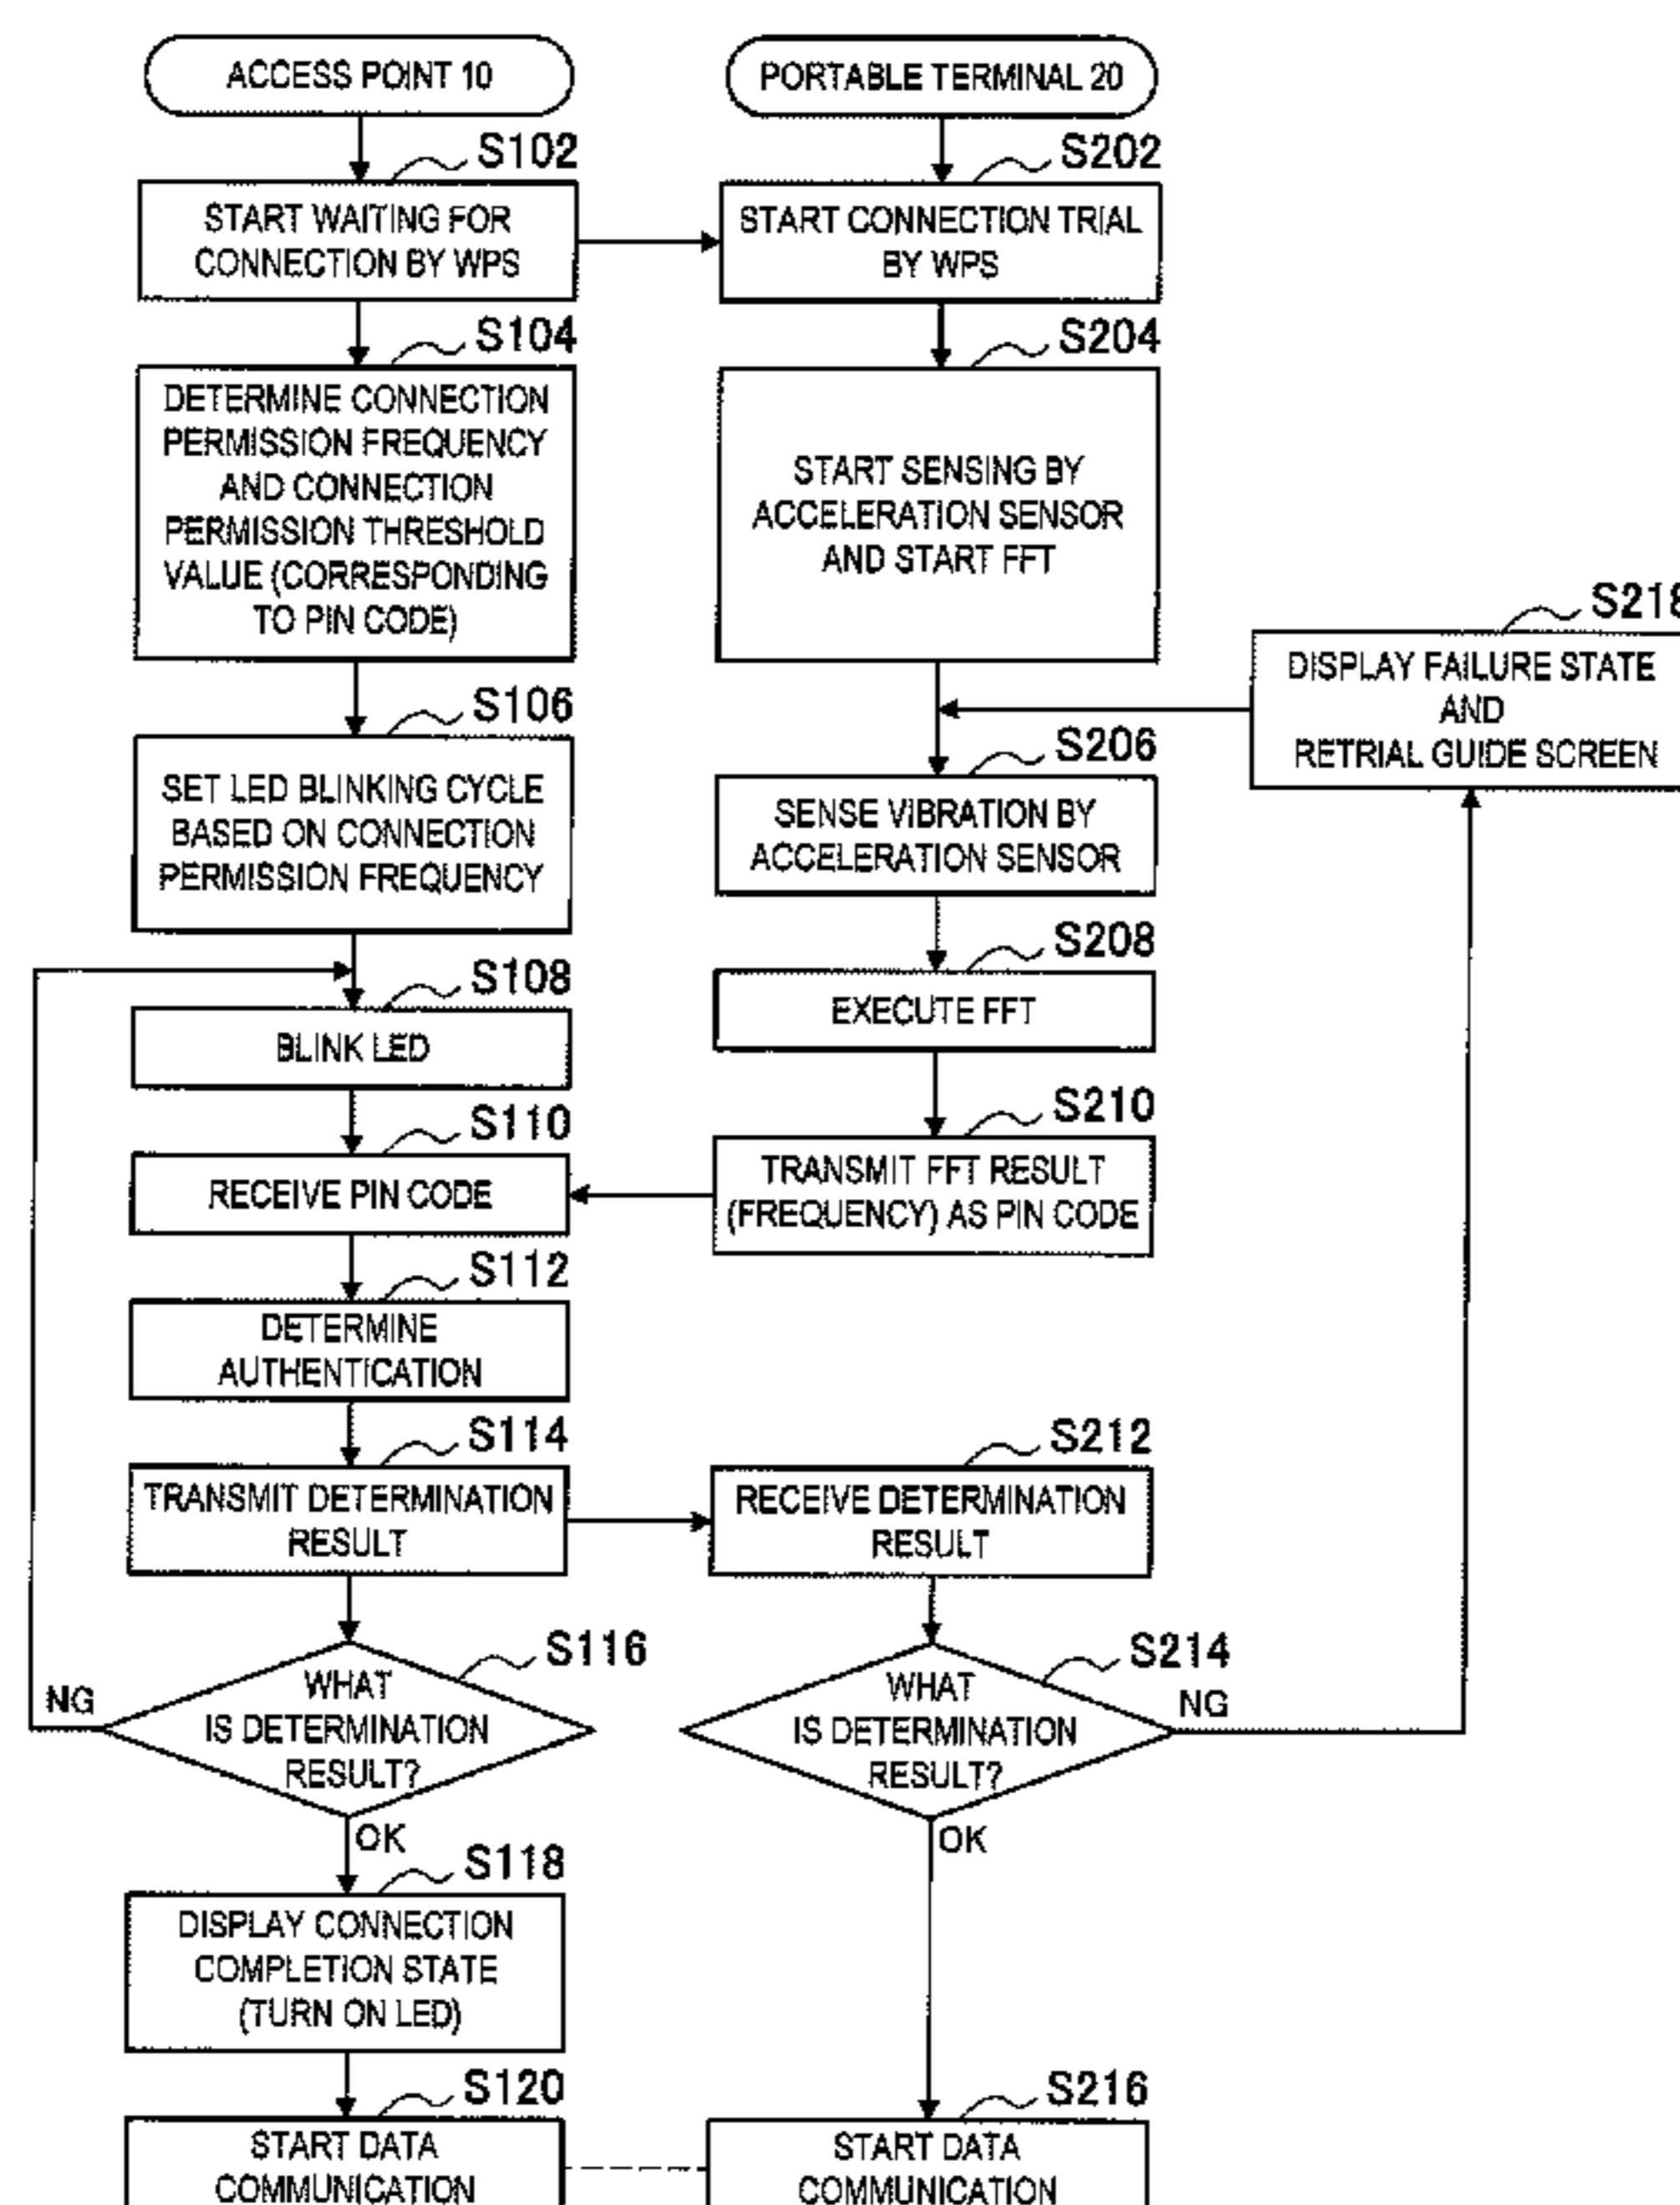 ACCESS POINT 10
PORTABLE TERMINAL 20
S102
START WAITING FOR
CONNECTION BY WPS
S202
START CONNECTION TRIAL
BY WPS
S104
DETERMINE CONNECTION
PERMISSION FREQUENCY
AND CONNECTION
PERMISSION THRESHOLD
VALUE (CORRESPONDING
TO PIN CODE)
S204
START SENSING BY
ACCELERATION SENSOR
AND START FFT
S218
DISPLAY FAILURE STATE
AND
RETRIAL GUIDE SCREEN
S106
SET LED BLINKING CYCLE
BASED ON CONNECTION
PERMISSION FREQUENCY
S206
SENSE VIBRATION BY
ACCELERATION SENSOR
S108
BLINK LED
S208
EXECUTE FFT
S110
RECEIVE PIN CODE
S210
TRANSMIT FFT RESULT
(FREQUENCY) AS PIN CODE
S112
DETERMINE
AUTHENTICATION
S114
TRANSMIT DETERMINATION
RESULT
S212
RECEIVE DETERMINATION
RESULT
S116
WHAT
IS DETERMINATION
RESULT?
NG
OK
S214
WHAT
IS DETERMINATION
RESULT?
NG
OK
S118
DISPLAY CONNECTION
COMPLETION STATE
(TURN ON LED)
S120
START DATA
COMMUNICATION
S216
START DATA
COMMUNICATION